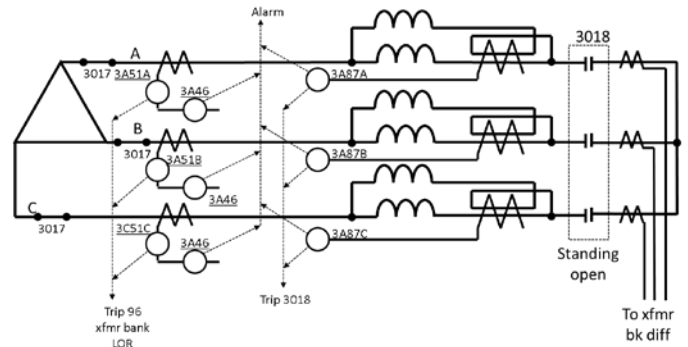 Alarm
3018
A
3017
3A51A
3A46
3A87A
B
3017
3A51B
3A46
3A87B
C
3017
3C51C
3A46
3A87C
Standing
open
Trip 96
xfmr bank
LOR
Trip 3018
To xfmr
bk diff